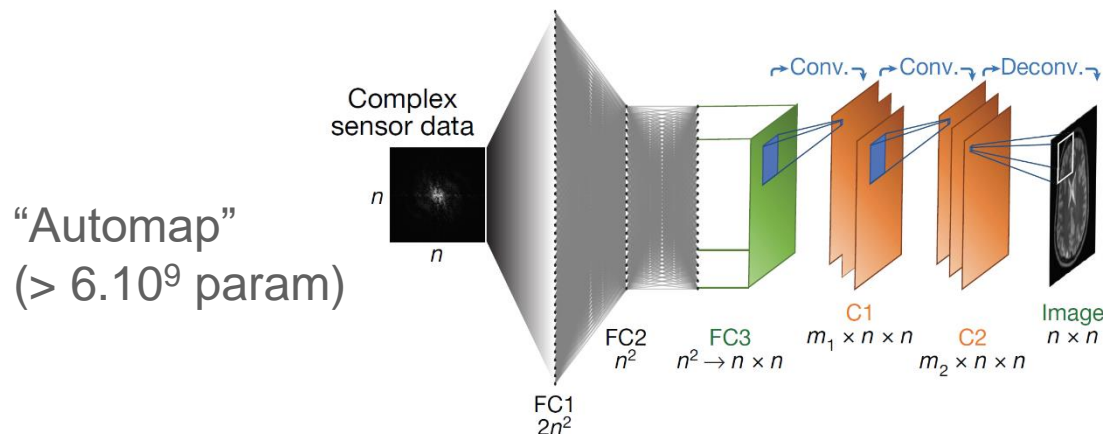 “Automap”
(> 6.10⁹ param)
Complex
sensor data
n
n
FC1
2n²
FC2
n²
FC3
n² → n × n
Conv.
Conv.
Deconv.
C1
m₁ × n × n
C2
m₂ × n × n
Image
n × n